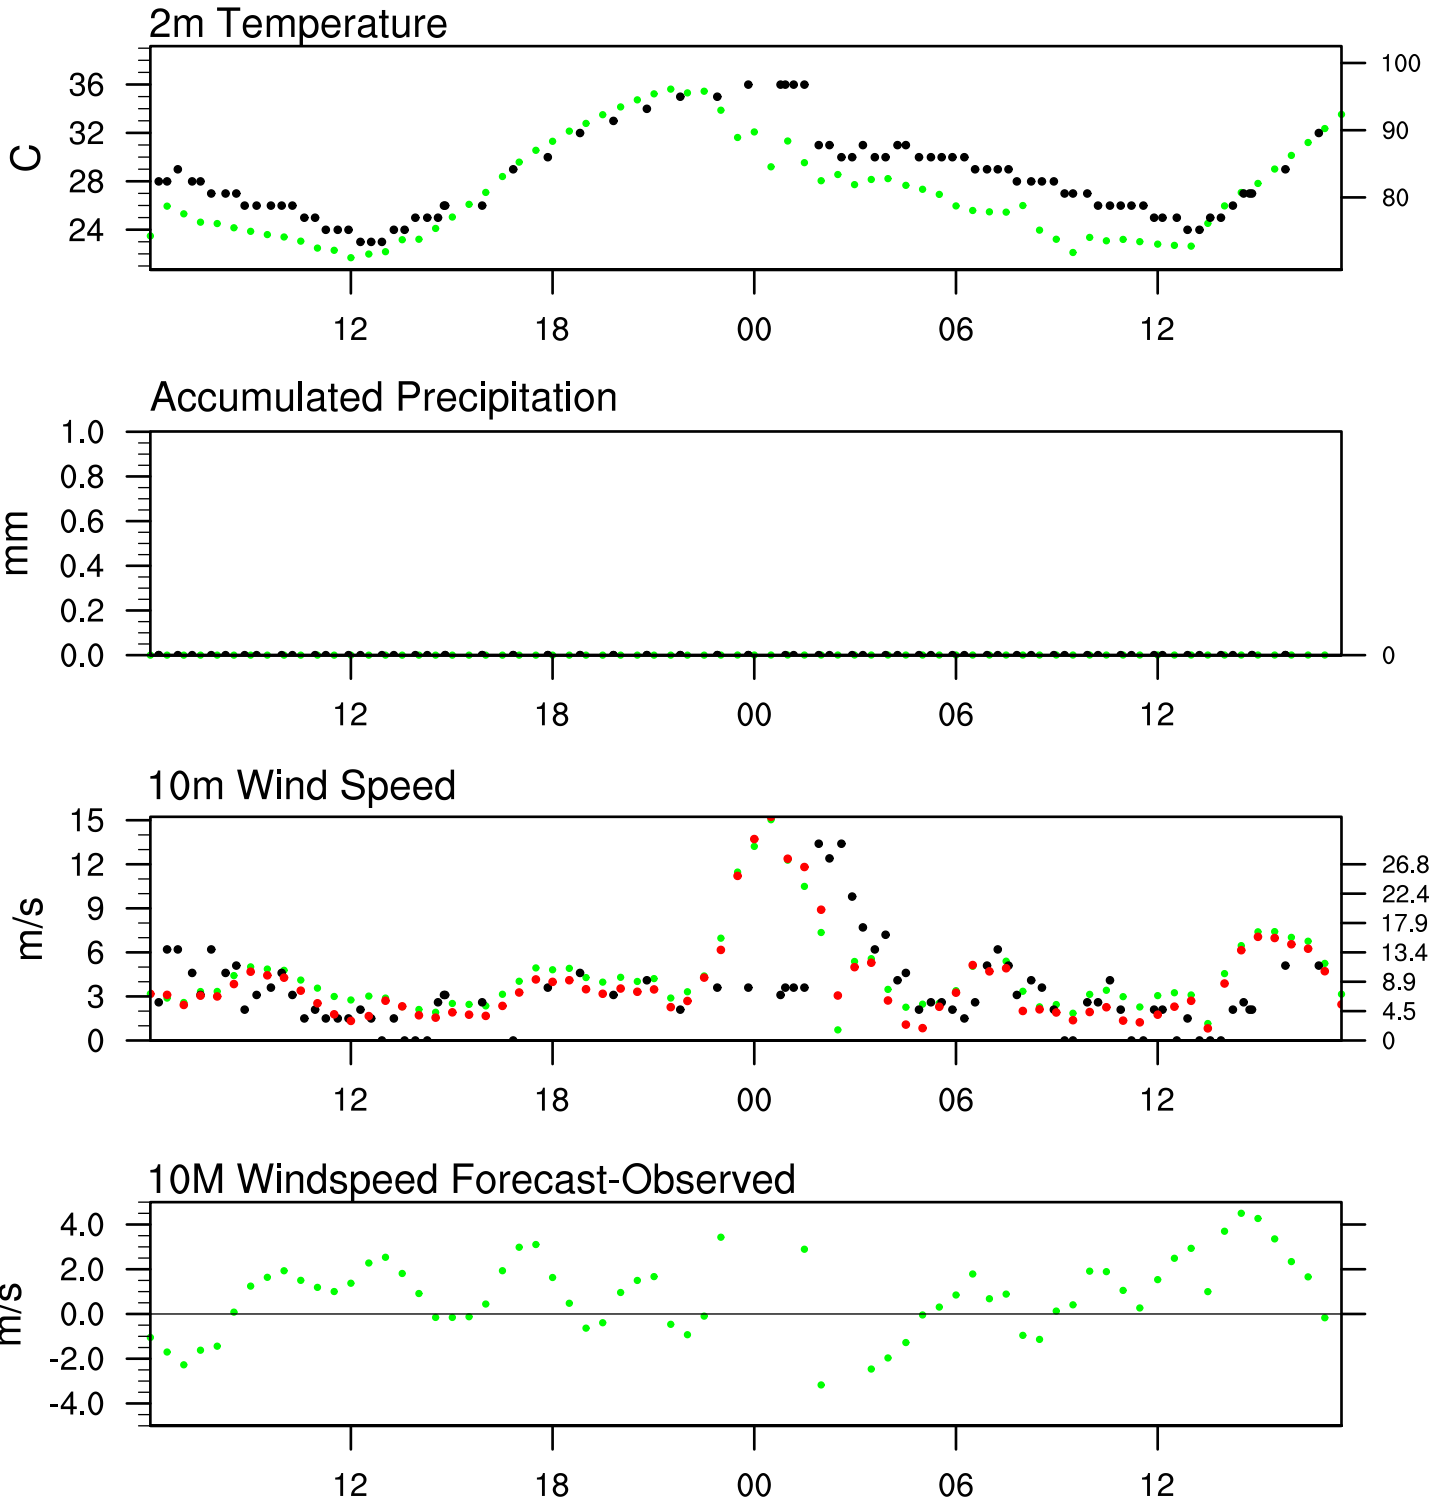 2m Temperature
36
32
28
24
C
100
90
80
12 18 00 06 12
Accumulated Precipitation
1.0
0.8
0.6
0.4
0.2
0.0
mm
0
12 18 00 06 12
10m Wind Speed
15
12
9
6
3
0
m/s
26.8
22.4
17.9
13.4
8.9
4.5
0
12 18 00 06 12
10M Windspeed Forecast-Observed
4.0
2.0
0.0
-2.0
-4.0
m/s
12 18 00 06 12